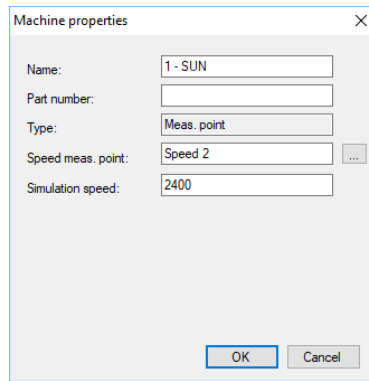 Machine properties
Name: 1 - SUN
Part number:
Type: Meas. point
Speed meas. point: Speed 2 ...
Simulation speed: 2400
OK Cancel